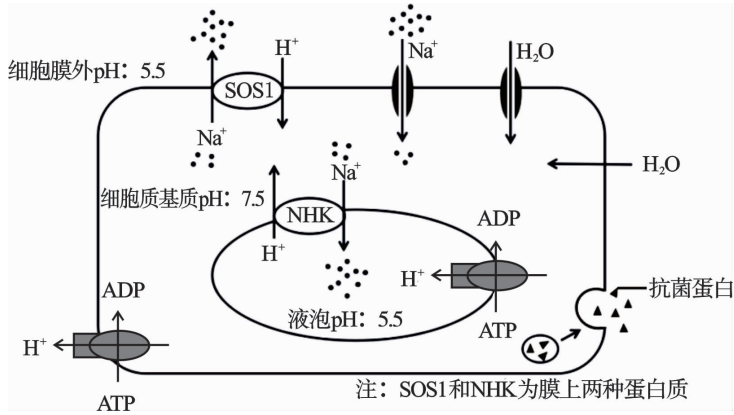 H⁺
Na⁺
H₂O
细胞膜外pH：5.5
SOS1
Na⁺
Na⁺
H₂O
细胞质基质pH：7.5
NHK
H⁺
ADP
H⁺
ATP
液泡pH：5.5
抗菌蛋白
ADP
H⁺
ATP
注：SOS1和NHK为膜上两种蛋白质